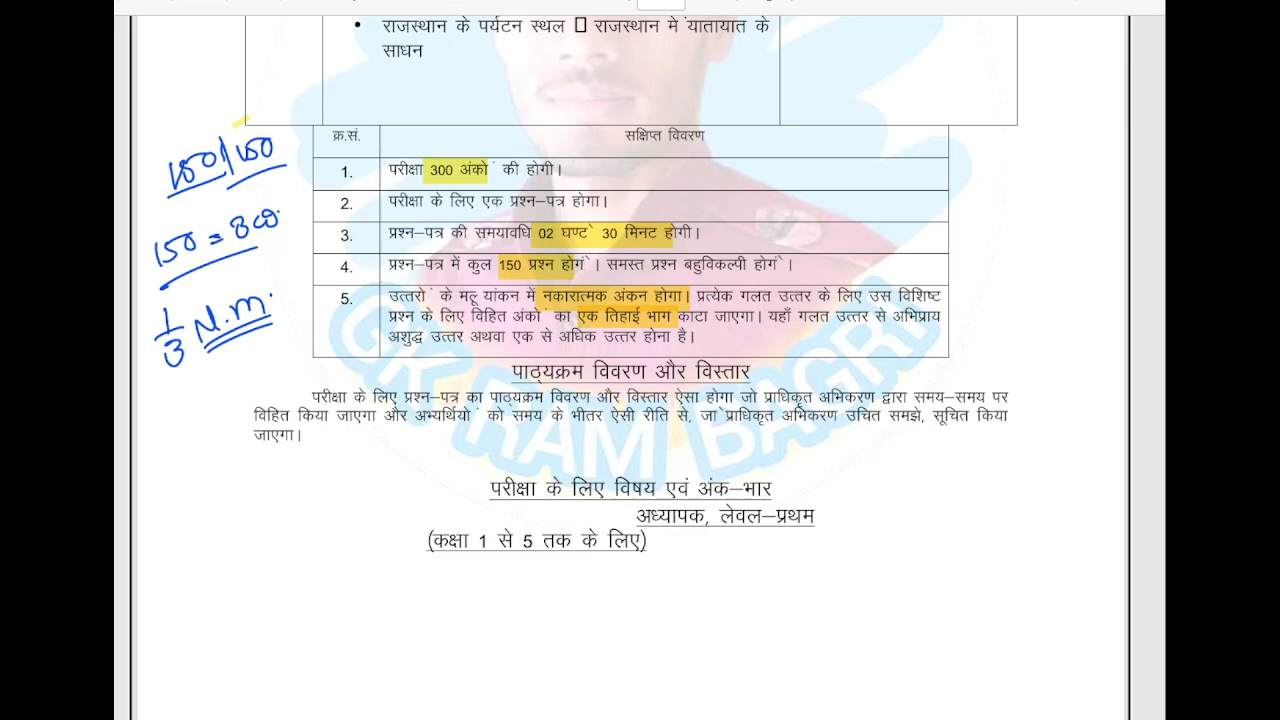 • राजस्थान के पर्यटन स्थल  राजस्थान में यातायात के
साधन
क्र.सं. सक्षिप्त विवरण
1. परीक्षा 300 अंकों की होगी।
2. परीक्षा के लिए एक प्रश्न–पत्र होगा।
3. प्रश्न–पत्र की समयावधि 02 घण्टे 30 मिनट होगी।
4. प्रश्न–पत्र में कुल 150 प्रश्न होगें। समस्त प्रश्न बहुविकल्पी होगें।
5. उत्तरों के मूल्यांकन में नकारात्मक अंकन होगा। प्रत्येक गलत उत्तर के लिए उस विशिष्ट
प्रश्न के लिए विहित अंकों का एक तिहाई भाग काटा जाएगा। यहाँ गलत उत्तर से अभिप्राय
अशुद्ध उत्तर अथवा एक से अधिक उत्तर होना है।
150/150
150 = 300
1/3 N.m.
पाठ्यक्रम विवरण और विस्तार
परीक्षा के लिए प्रश्न–पत्र का पाठ्यक्रम विवरण और विस्तार ऐसा होगा जो प्राधिकृत अभिकरण द्वारा समय–समय पर
विहित किया जाएगा और अभ्यर्थियों को समय के भीतर ऐसी रीति से, जो प्राधिकृत अभिकरण उचित समझे, सूचित किया
जाएगा।
परीक्षा के लिए विषय एवं अंक–भार
अध्यापक, लेवल–प्रथम
(कक्षा 1 से 5 तक के लिए)
GK RAM BAGRI